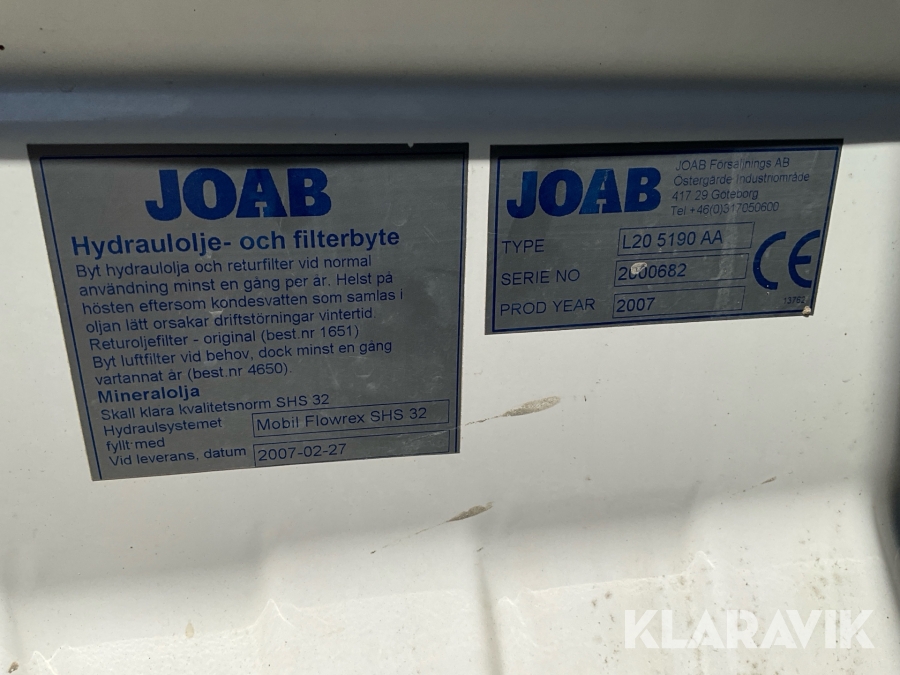 JOAB
Hydraulolje- och filterbyte
Byt hydraulolja och returfilter vid normal
användning minst en gång per år. Helst på
hösten eftersom kondesvatten som samlas i
oljan lätt orsakar driftstörningar vintertid.
Returoljefilter - original (best.nr 1651)
Byt luftfilter vid behov, dock minst en gång
vartannat år (best.nr 4650).
Mineralolja
Skall klara kvalitetsnorm SHS 32
Hydraulsystemet
fyllt med
Mobil Flowrex SHS 32
Vid leverans, datum
2007-02-27
JOAB
JOAB Försäljnings AB
Östergärde Industriområde
417 29 Göteborg
Tel +46(0)317050600
TYPE L20 5190 AA
SERIE NO 2000682
PROD YEAR 2007
CE
KLARAVIK